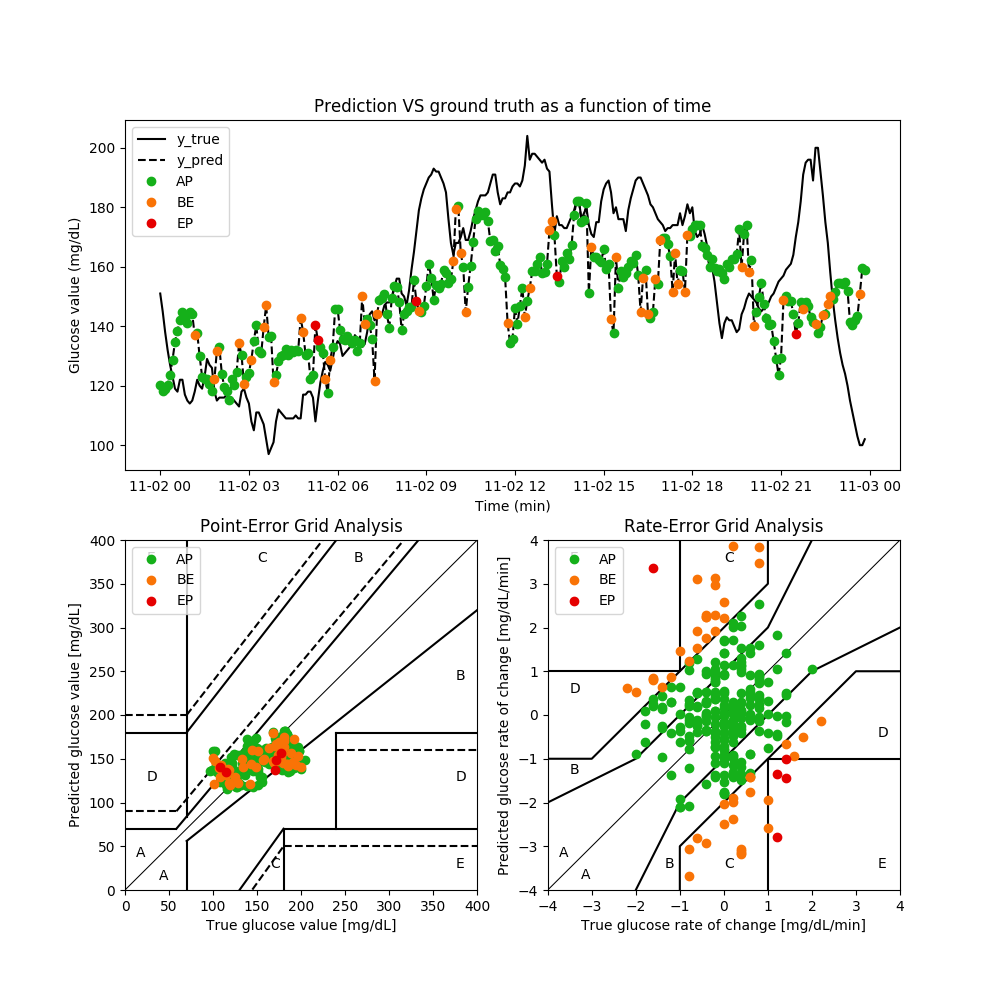 Prediction VS ground truth as a function of time
Glucose value (mg/dL)
200
180
160
140
120
100
y_true
y_pred
AP
BE
EP
11-02 00 11-02 03 11-02 06 11-02 09 11-02 12 11-02 15 11-02 18 11-02 21 11-03 00
Time (min)
Point-Error Grid Analysis
Predicted glucose value [mg/dL]
400
350
300
250
200
150
100
50
0
AP
BE
EP
C B
B
D D
A
A C E
0 50 100 150 200 250 300 350 400
True glucose value [mg/dL]
Rate-Error Grid Analysis
Predicted glucose rate of change [mg/dL/min]
4
3
2
1
0
−1
−2
−3
−4
AP
BE
EP
C
D
D
B
A
A B C E
−4 −3 −2 −1 0 1 2 3 4
True glucose rate of change [mg/dL/min]